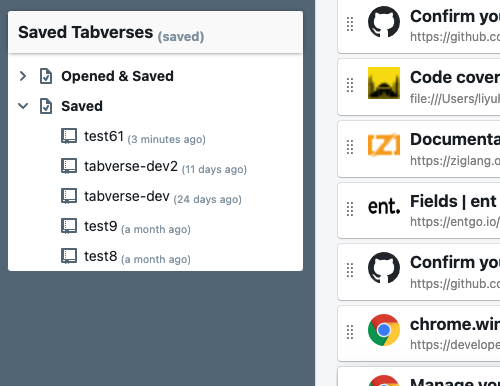 Saved Tabverses (saved)
Opened & Saved
Saved
test61 (3 minutes ago)
tabverse-dev2 (11 days ago)
tabverse-dev (24 days ago)
test9 (a month ago)
test8 (a month ago)
Confirm you
https://github.co
Code cover
file:///Users/liyul
Documenta
https://ziglang.o
ent.
Fields | ent
https://entgo.io/
Confirm you
https://github.co
chrome.win
https://develope
Manage you